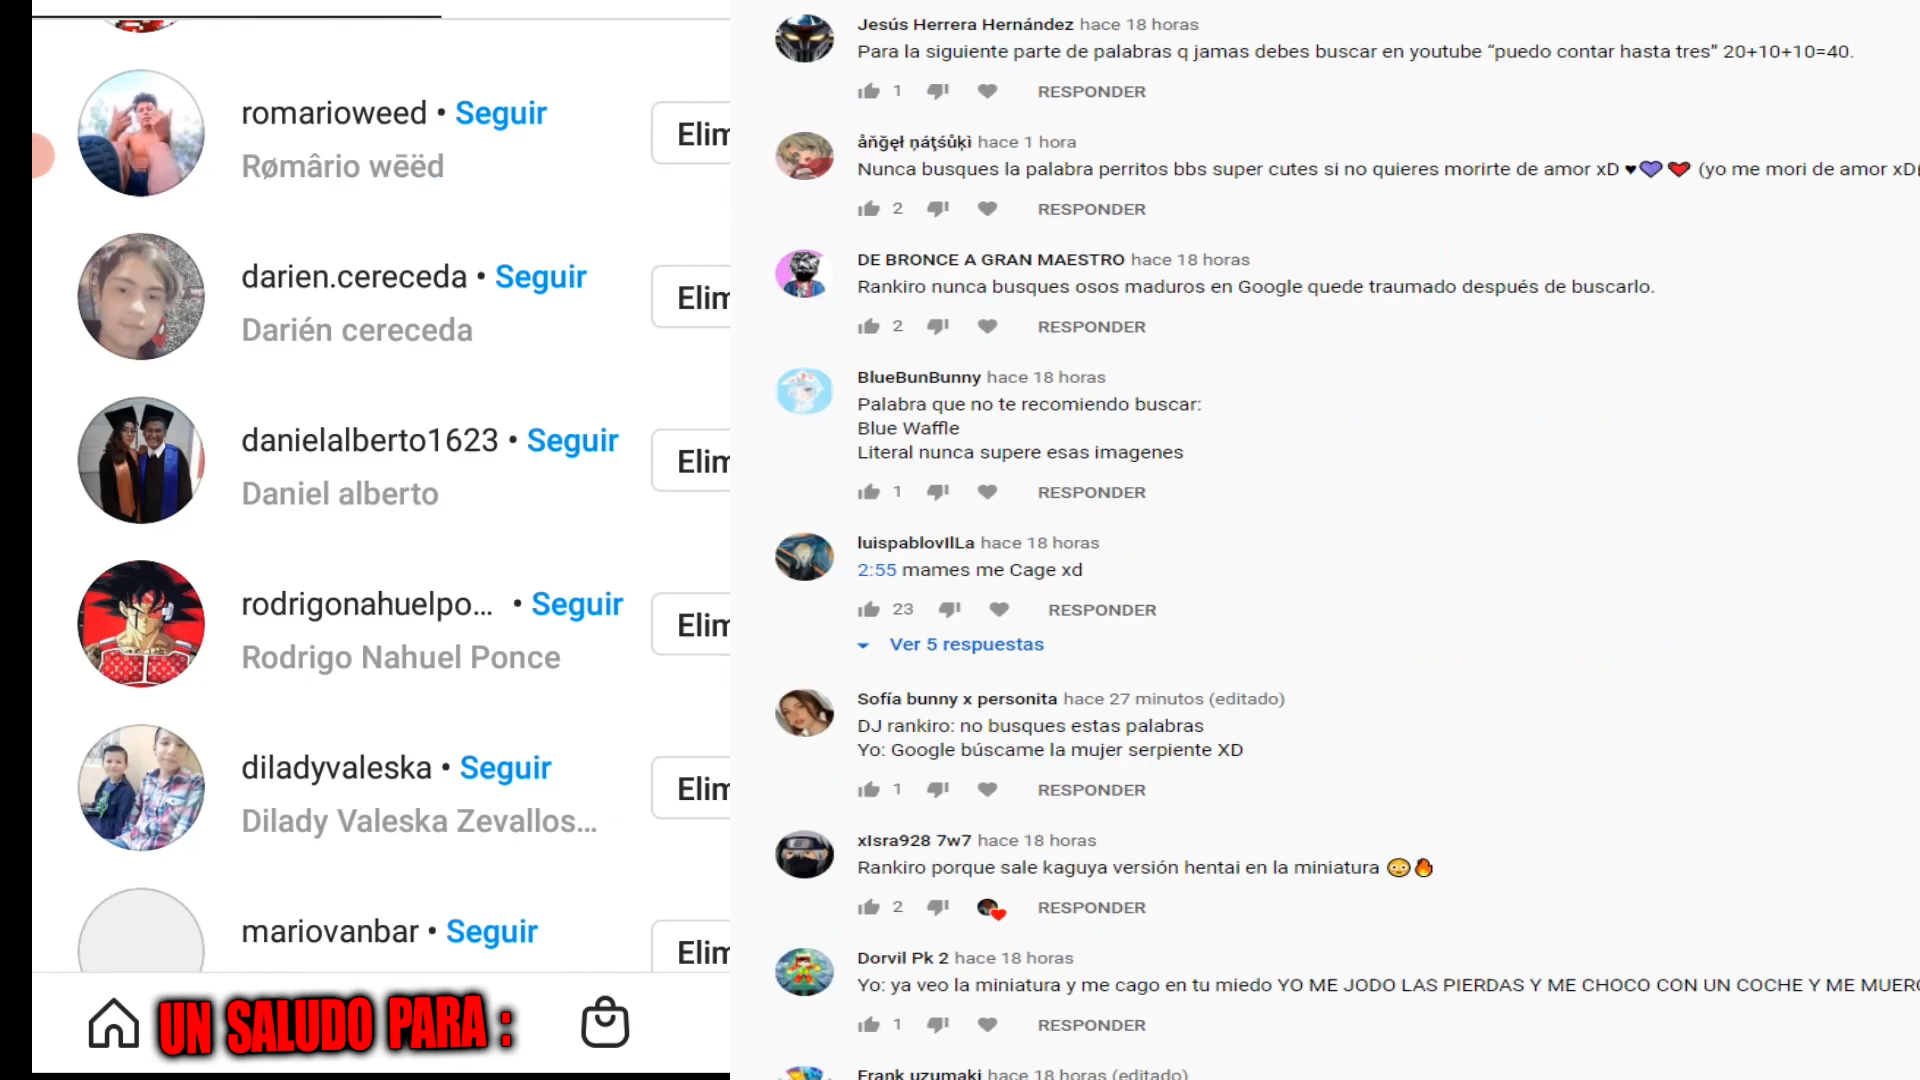 romarioweed • Seguir
Rømârio wēëd
Elim
darien.cereceda • Seguir
Darién cereceda
Elim
danielalberto1623 • Seguir
Daniel alberto
Elim
rodrigonahuelpo... • Seguir
Rodrigo Nahuel Ponce
Elim
diladyvaleska • Seguir
Dilady Valeska Zevallos...
Elim
mariovanbar • Seguir
Elim
UN SALUDO PARA :
Jesús Herrera Hernández hace 18 horas
Para la siguiente parte de palabras q jamas debes buscar en youtube “puedo contar hasta tres” 20+10+10=40.
1 RESPONDER
åňğęł ņáţśůķì hace 1 hora
Nunca busques la palabra perritos bbs super cutes si no quieres morirte de amor xD ♥💜 ❤️ (yo me mori de amor xD
2 RESPONDER
DE BRONCE A GRAN MAESTRO hace 18 horas
Rankiro nunca busques osos maduros en Google quede traumado después de buscarlo.
2 RESPONDER
BlueBunBunny hace 18 horas
Palabra que no te recomiendo buscar:
Blue Waffle
Literal nunca supere esas imagenes
1 RESPONDER
luispablovIlLa hace 18 horas
2:55 mames me Cage xd
23 RESPONDER
Ver 5 respuestas
Sofía bunny x personita hace 27 minutos (editado)
DJ rankiro: no busques estas palabras
Yo: Google búscame la mujer serpiente XD
1 RESPONDER
xIsra928 7w7 hace 18 horas
Rankiro porque sale kaguya versión hentai en la miniatura 😳🔥
2 RESPONDER
Dorvil Pk 2 hace 18 horas
Yo: ya veo la miniatura y me cago en tu miedo YO ME JODO LAS PIERDAS Y ME CHOCO CON UN COCHE Y ME MUERO
1 RESPONDER
Frank uzumaki hace 18 horas (editado)